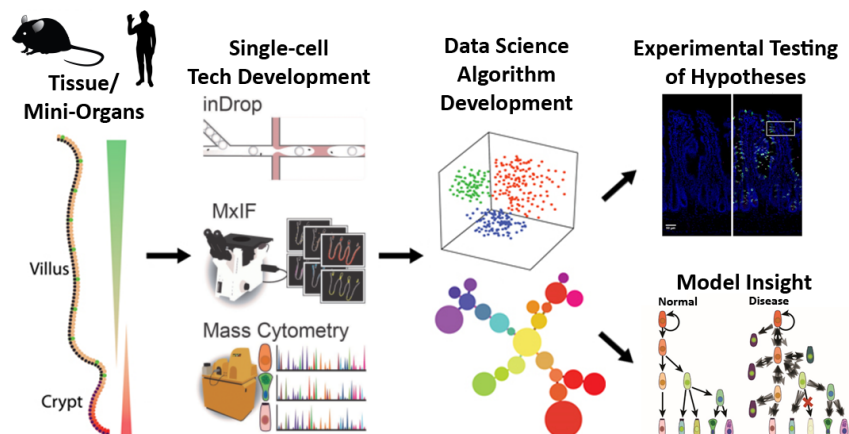 Tissue/
Mini-Organs
Villus
Crypt
Single-cell
Tech Development
inDrop
MxIF
Mass Cytometry
Data Science
Algorithm
Development
Experimental Testing
of Hypotheses
Model Insight
Normal
Disease